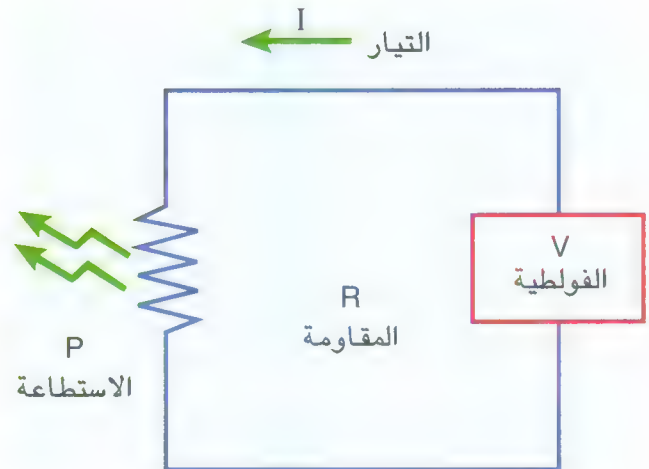 I
التيار
V
الفولطية
R
المقاومة
P
الاستطاعة